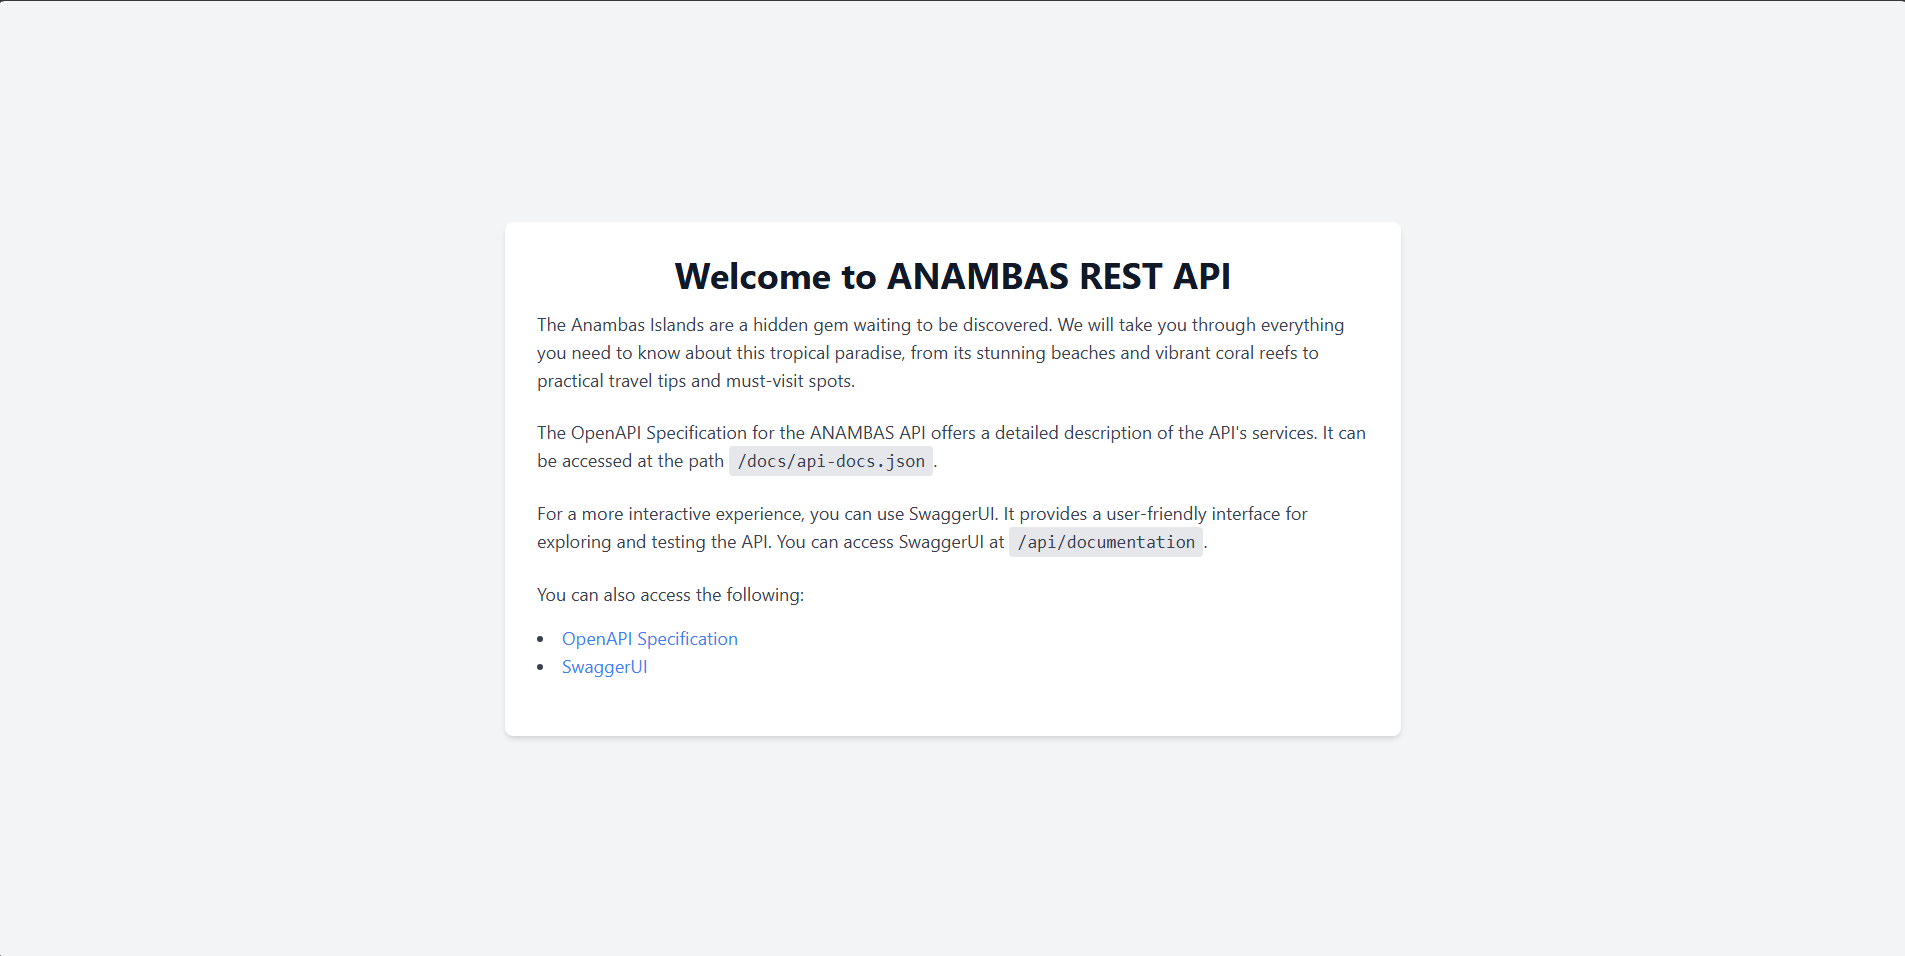 Welcome to ANAMBAS REST API
The Anambas Islands are a hidden gem waiting to be discovered. We will take you through everything
you need to know about this tropical paradise, from its stunning beaches and vibrant coral reefs to
practical travel tips and must-visit spots.
The OpenAPI Specification for the ANAMBAS API offers a detailed description of the API's services. It can
be accessed at the path /docs/api-docs.json.
For a more interactive experience, you can use SwaggerUI. It provides a user-friendly interface for
exploring and testing the API. You can access SwaggerUI at /api/documentation.
You can also access the following:
• OpenAPI Specification
• SwaggerUI